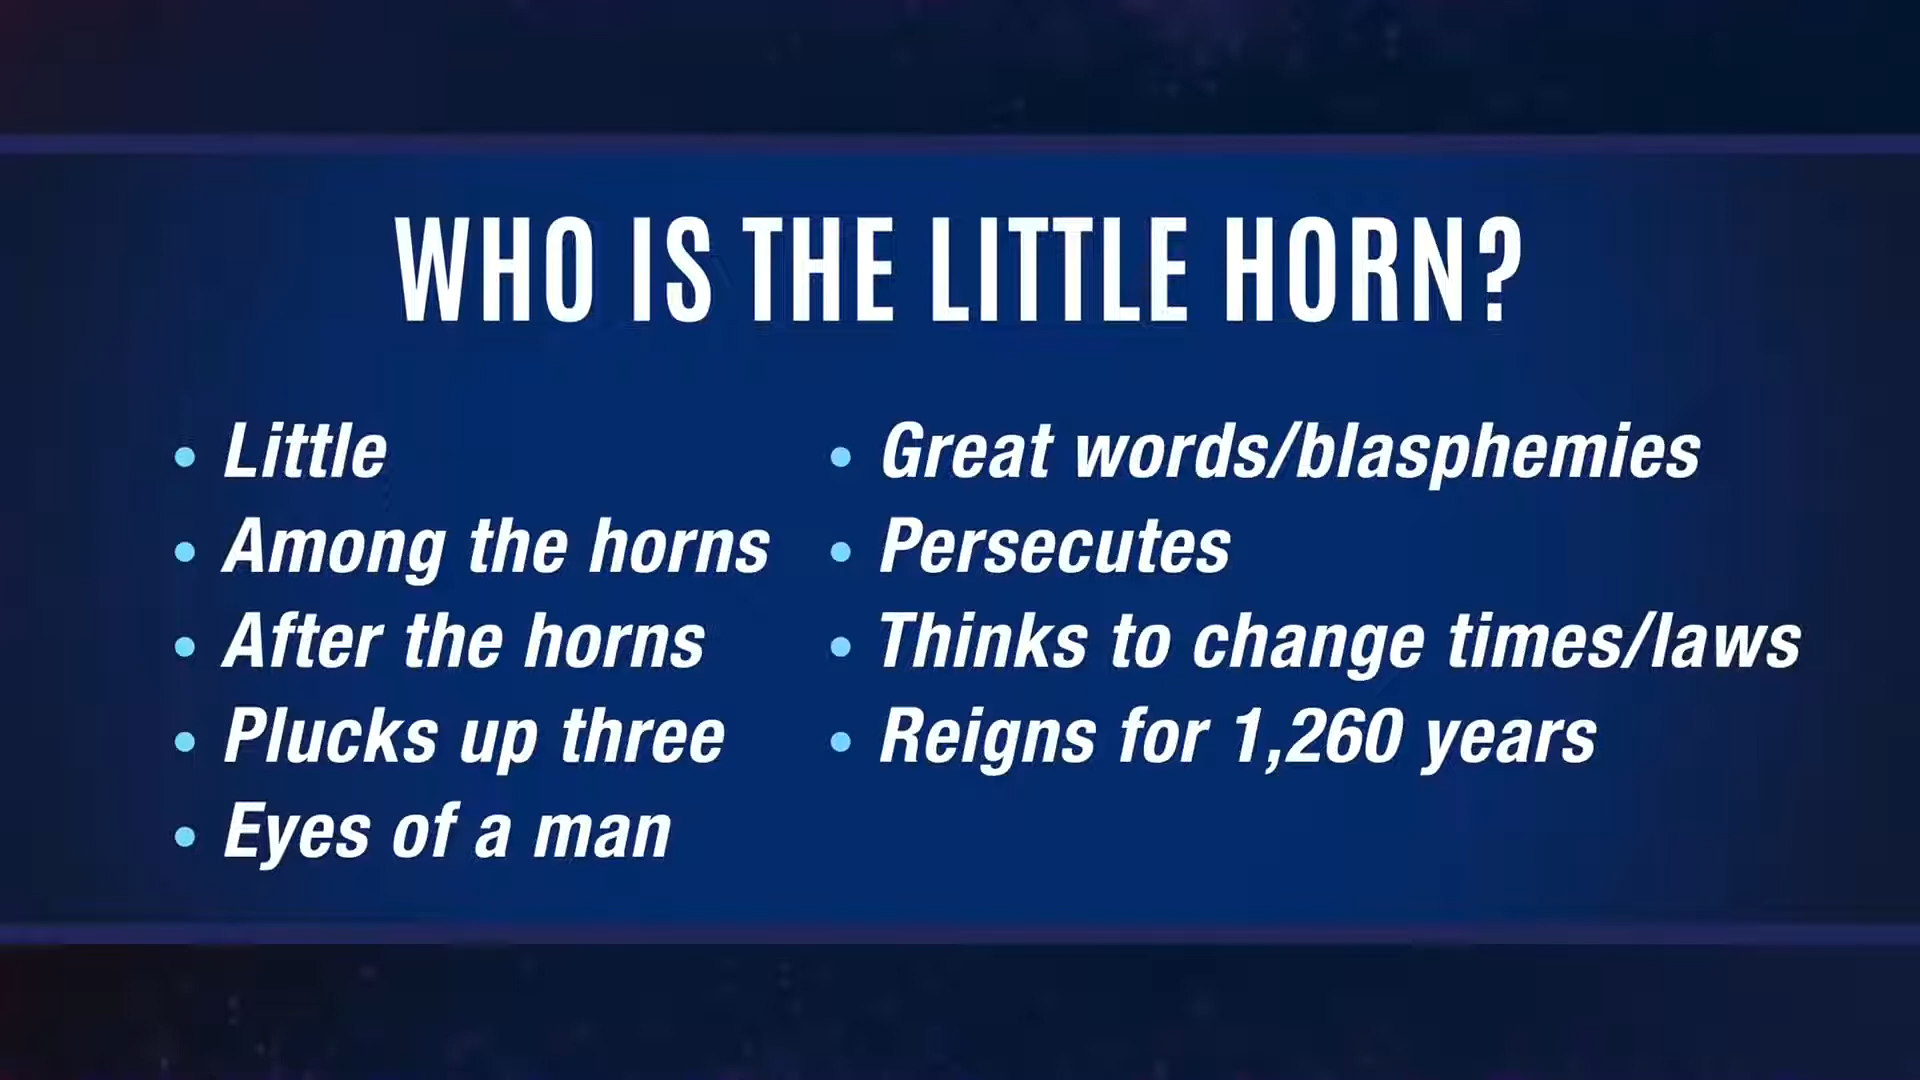 WHO IS THE LITTLE HORN?
• Little
• Among the horns
• After the horns
• Plucks up three
• Eyes of a man
• Great words/blasphemies
• Persecutes
• Thinks to change times/laws
• Reigns for 1,260 years